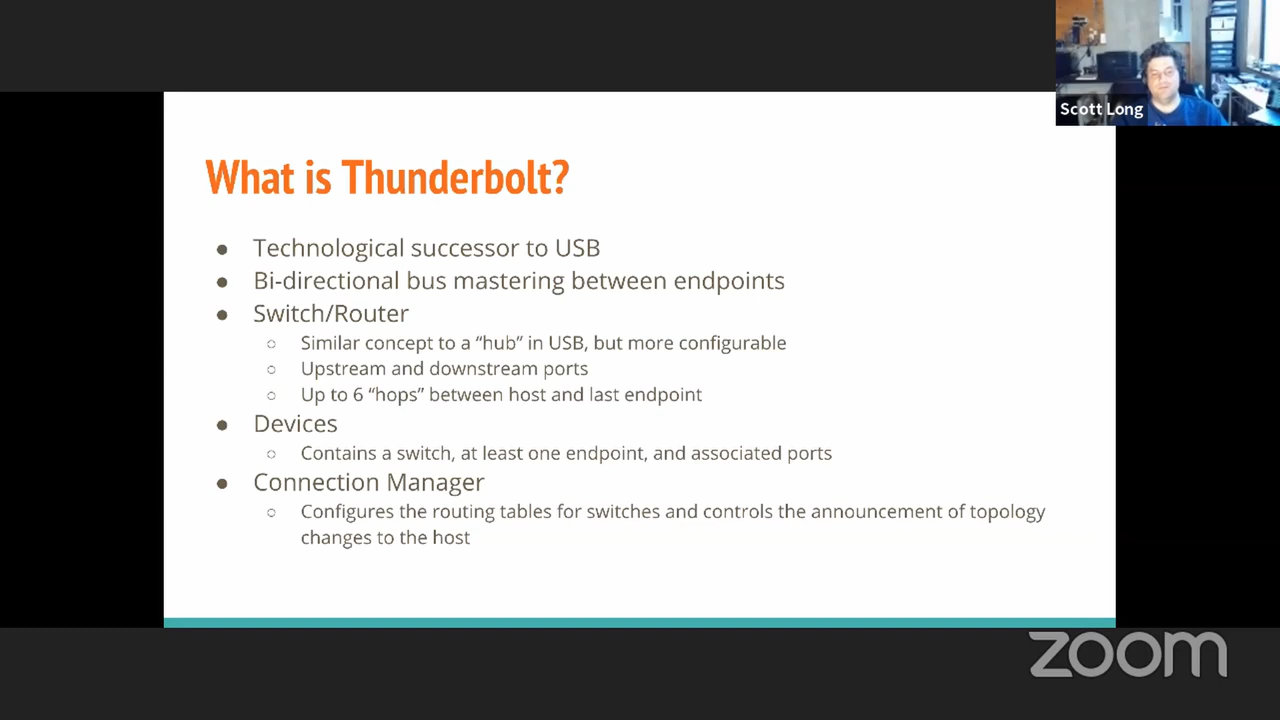 Scott Long
What is Thunderbolt?
● Technological successor to USB
● Bi-directional bus mastering between endpoints
● Switch/Router
○ Similar concept to a “hub” in USB, but more configurable
○ Upstream and downstream ports
○ Up to 6 “hops” between host and last endpoint
● Devices
○ Contains a switch, at least one endpoint, and associated ports
● Connection Manager
○ Configures the routing tables for switches and controls the announcement of topology
changes to the host
zoom